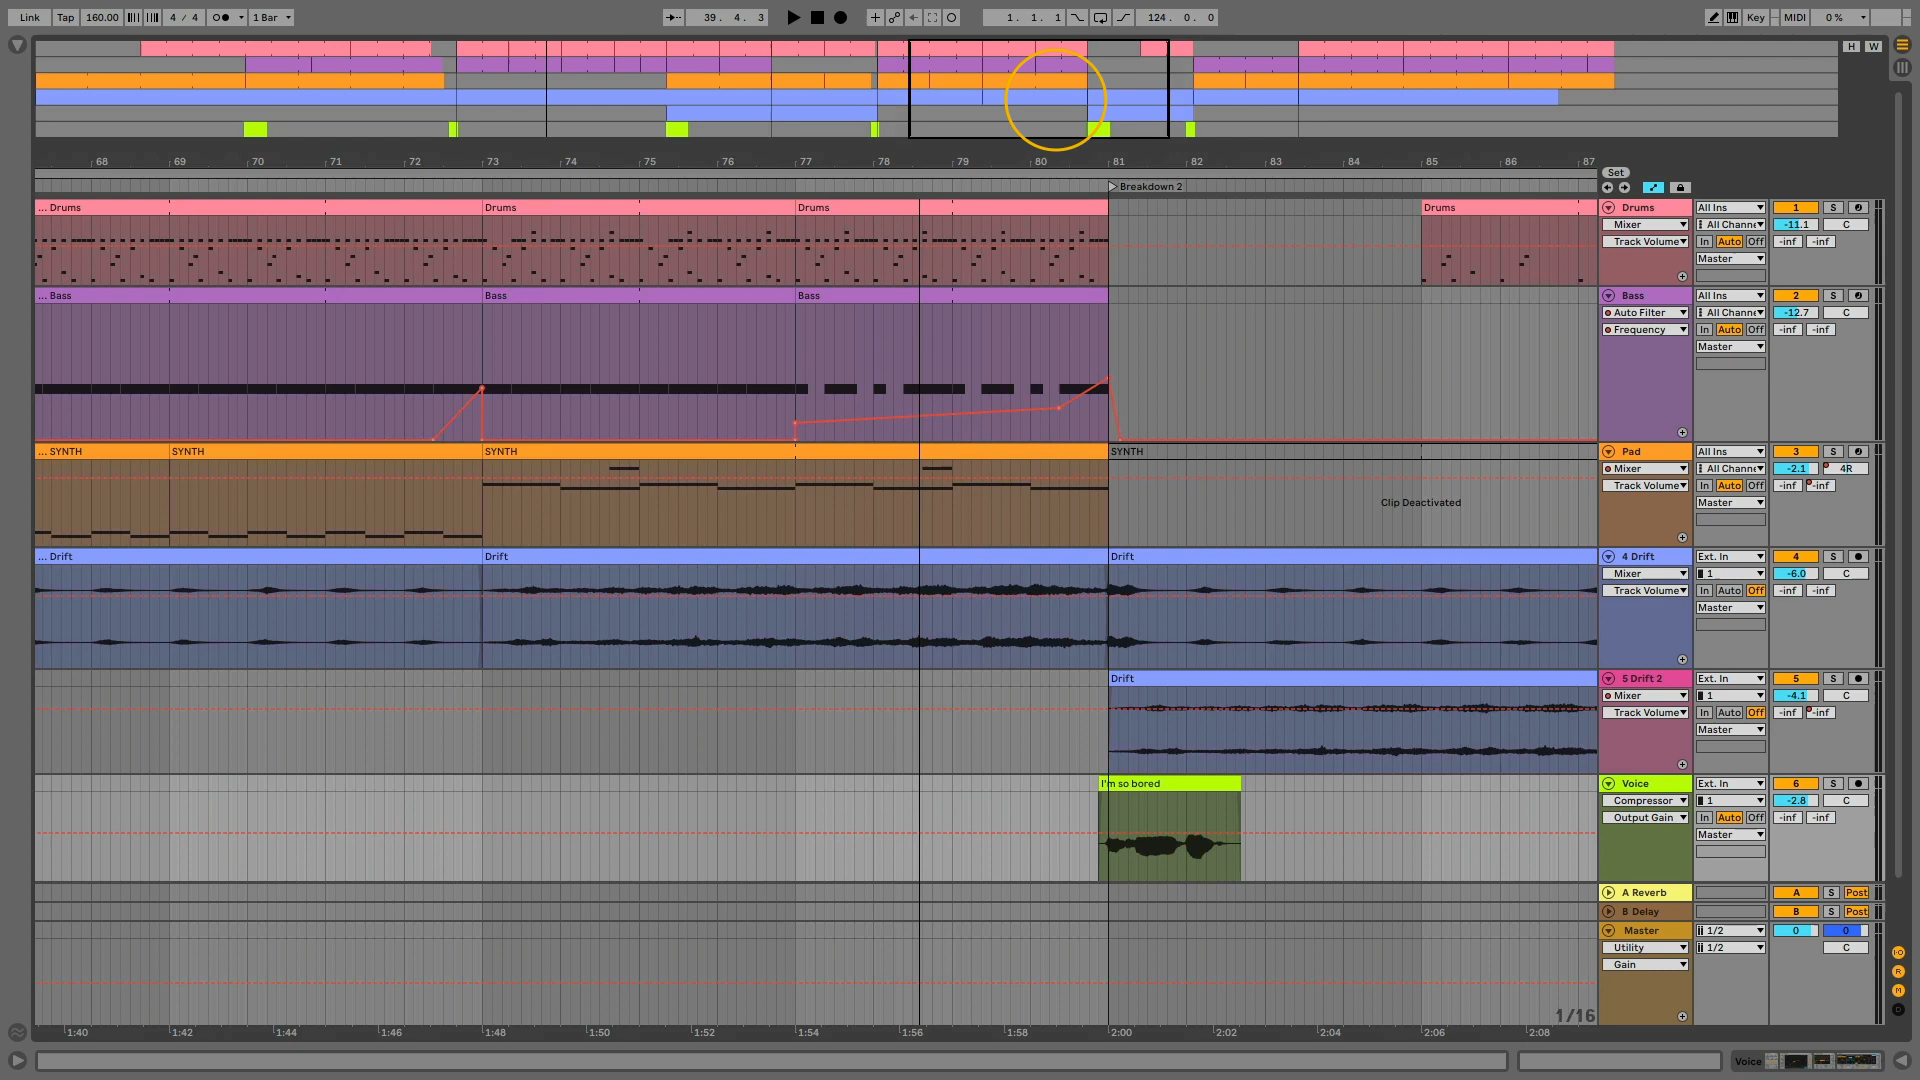 Link Tap 160.00 4 / 4 1 Bar 39. 4. 3 1. 1. 1 124. 0. 0 Key MIDI 0 %
H W
68 69 70 71 72 73 74 75 76 77 78 79 80 81 82 83 84 85 86 87
Set
Breakdown 2
... Drums Drums Drums Drums Drums All Ins 1 S
Mixer All Channe -11.1 C
Track Volume In Auto Off -inf -inf
Master
... Bass Bass Bass Bass All Ins 2 S
Auto Filter All Channe -12.7 C
Frequency In Auto Off -inf -inf
Master
... SYNTH SYNTH SYNTH SYNTH Pad All Ins 3 S
Mixer All Channe -2.1 4R
Track Volume In Auto Off -inf -inf
Clip Deactivated Master
... Drift Drift Drift 4 Drift Ext. In 4 S
Mixer 1 -6.0 C
Track Volume In Auto Off -inf -inf
Master
Drift 5 Drift 2 Ext. In 5 S
Mixer 1 -4.1 C
Track Volume In Auto Off -inf -inf
Master
I'm so bored Voice Ext. In 6 S
Compressor 1 -2.8 C
Output Gain In Auto Off -inf -inf
Master
A Reverb A S Post
B Delay B S Post
Master 1/2 0 0
Utility 1/2 C
Gain
1/16
1:40 1:42 1:44 1:46 1:48 1:50 1:52 1:54 1:56 1:58 2:00 2:02 2:04 2:06 2:08
I·O
R
M
D
Voice